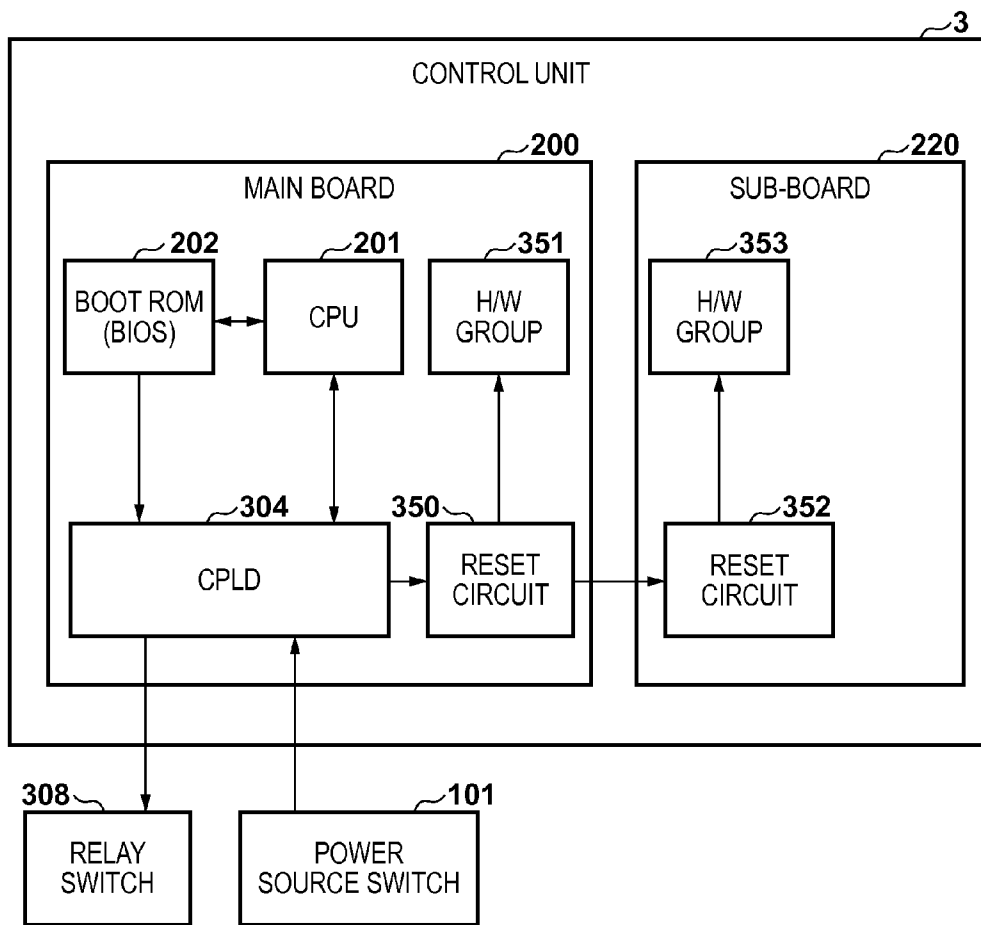 3
CONTROL UNIT
200
220
MAIN BOARD
SUB-BOARD
202
201
351
353
BOOT ROM
(BIOS)
CPU
H/W
GROUP
H/W
GROUP
304
350
352
CPLD
RESET
CIRCUIT
RESET
CIRCUIT
308
101
RELAY
SWITCH
POWER
SOURCE SWITCH